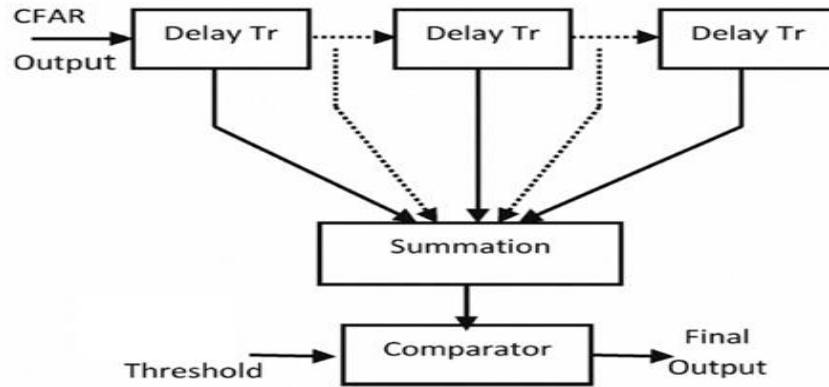 CFAR
Output
Delay Tr
Delay Tr
Delay Tr
Summation
Comparator
Threshold
Final
Output